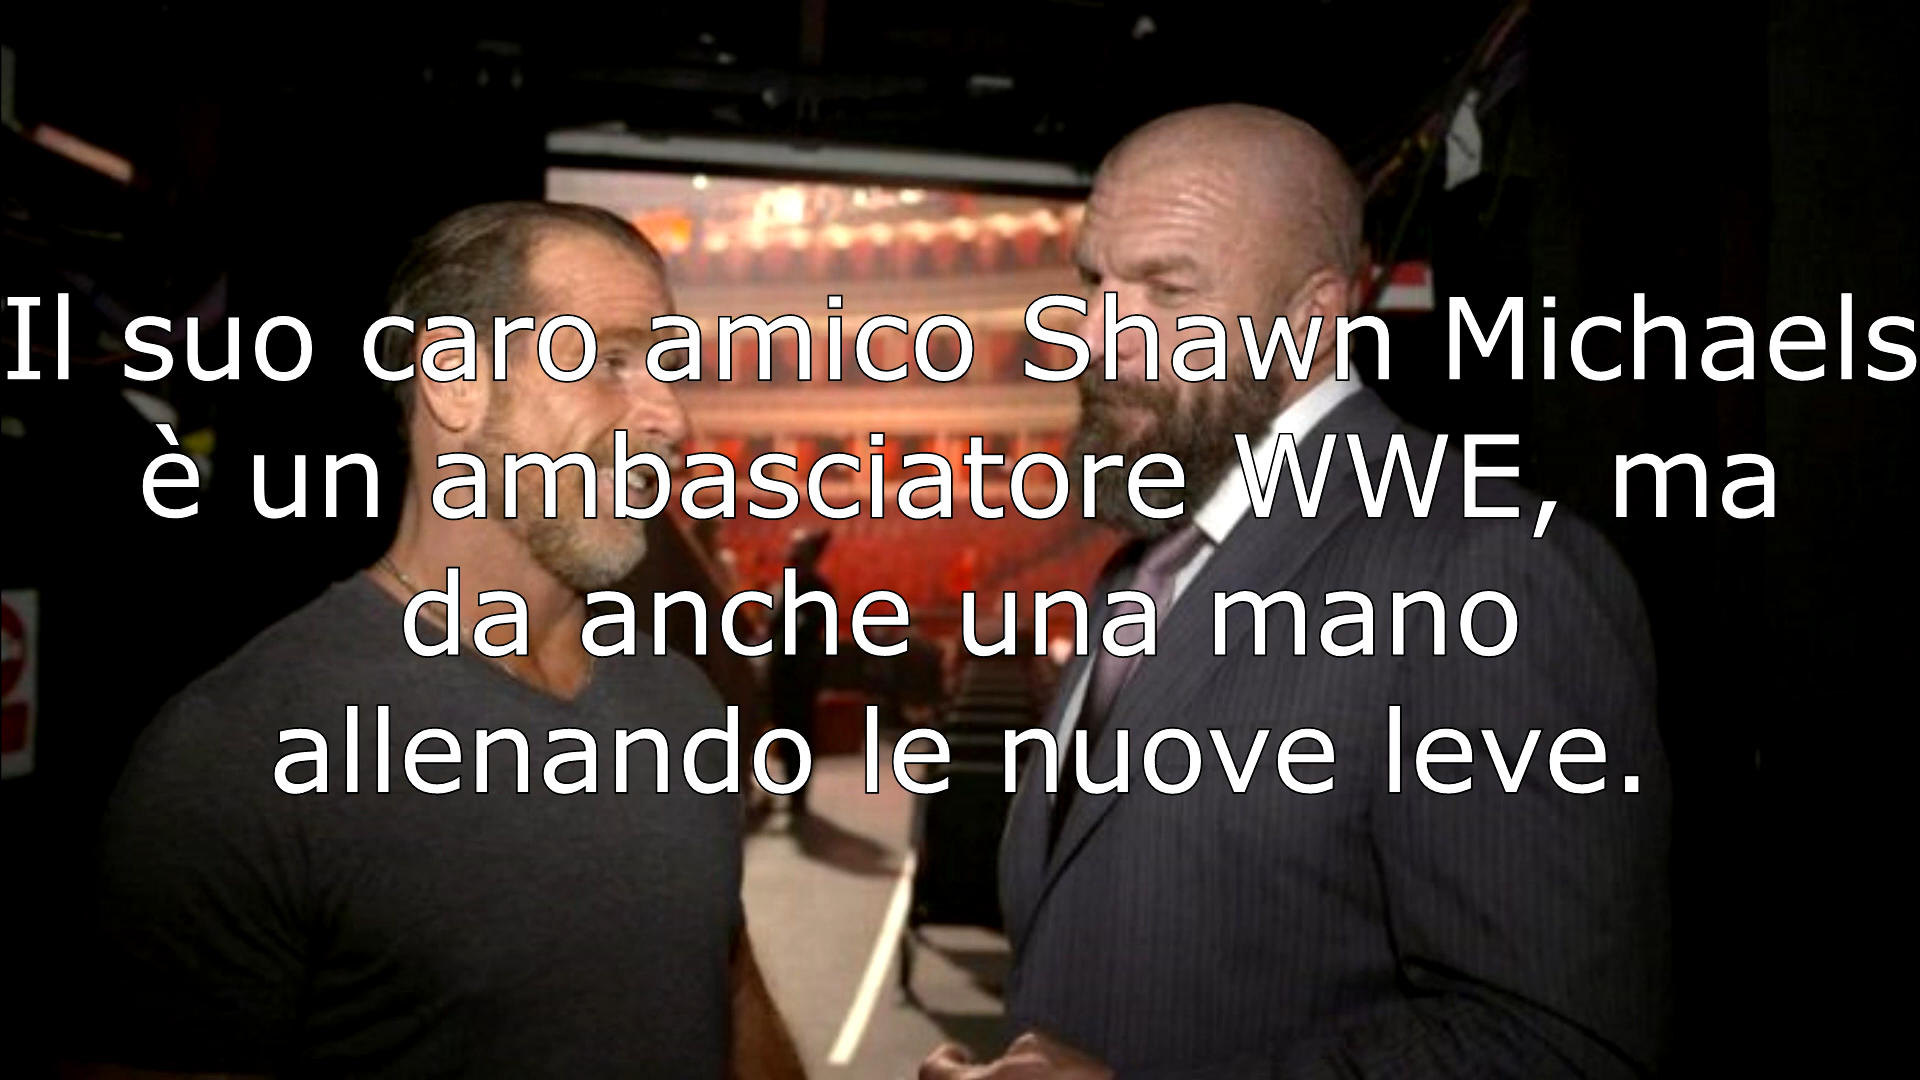 Il suo caro amico Shawn Michaels
è un ambasciatore WWE, ma
da anche una mano
allenando le nuove leve.